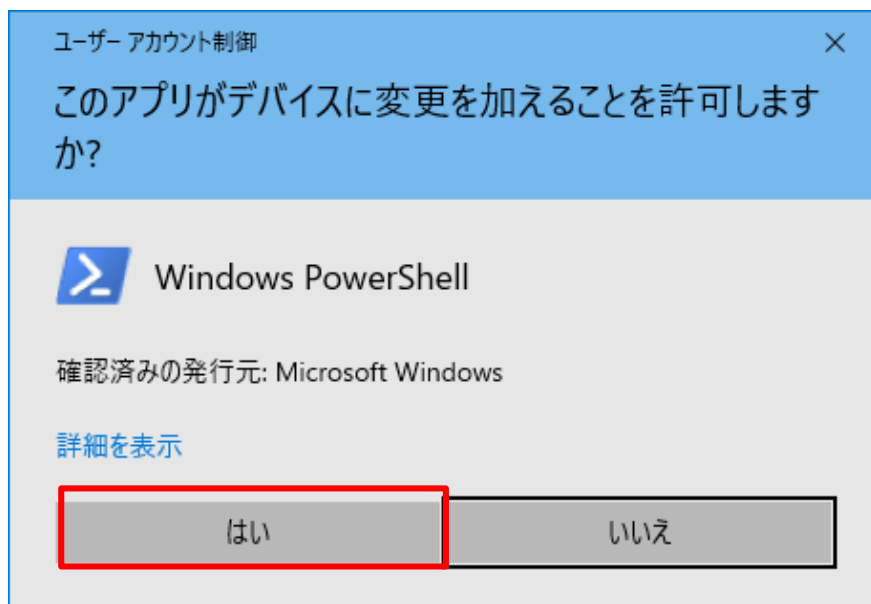 ユーザー アカウント制御
このアプリがデバイスに変更を加えることを許可します
か?
Windows PowerShell
確認済みの発行元: Microsoft Windows
詳細を表示
はい
いいえ